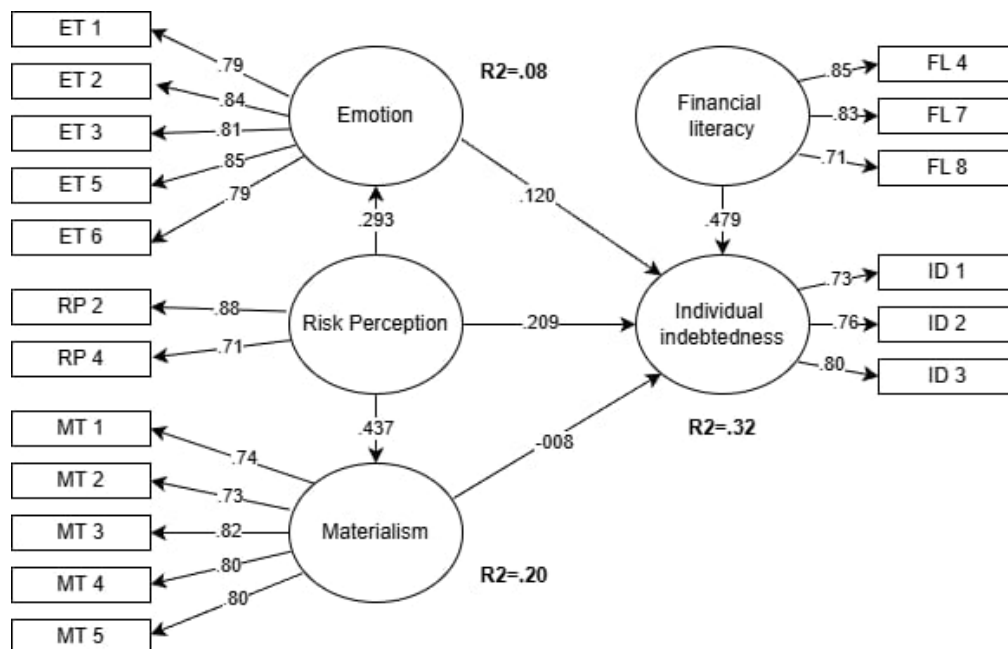 ET 1
ET 2
ET 3
ET 5
ET 6
.79
.84
.81
.85
.79
Emotion
R2=.08
Financial
literacy
.85
.83
.71
FL 4
FL 7
FL 8
.293
.120
.479
RP 2
RP 4
.88
.71
Risk Perception
.209
Individual
indebtedness
R2=.32
.73
.76
.80
ID 1
ID 2
ID 3
.437
-008
MT 1
MT 2
MT 3
MT 4
MT 5
.74
.73
.82
.80
.80
Materialism
R2=.20